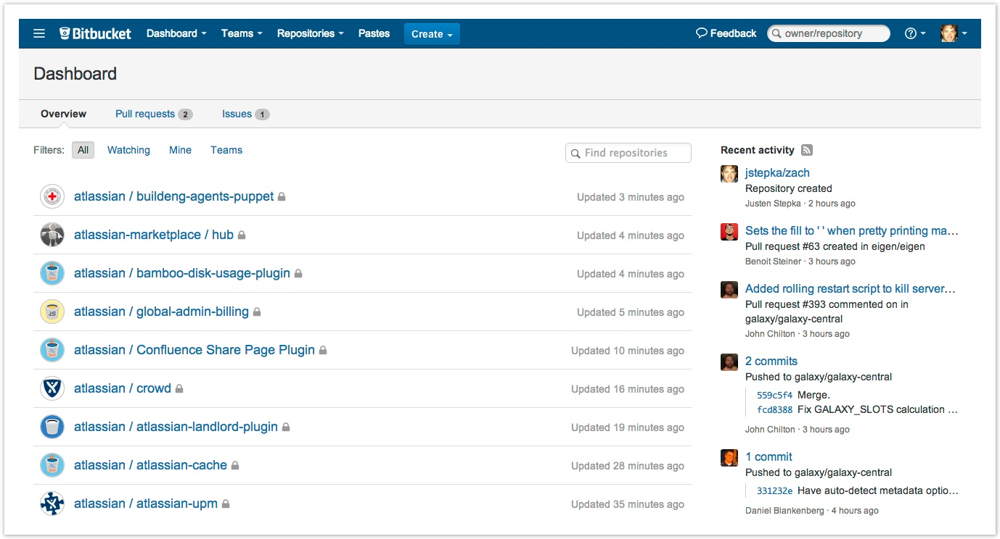 Bitbucket Dashboard Teams Repositories Pastes Create Feedback owner/repository
Dashboard
Overview Pull requests 2 Issues 1
Filters: All Watching Mine Teams Find repositories
atlassian / buildeng-agents-puppet Updated 3 minutes ago
atlassian-marketplace / hub Updated 4 minutes ago
atlassian / bamboo-disk-usage-plugin Updated 4 minutes ago
JS atlassian / global-admin-billing Updated 5 minutes ago
atlassian / Confluence Share Page Plugin Updated 10 minutes ago
atlassian / crowd Updated 16 minutes ago
atlassian / atlassian-landlord-plugin Updated 19 minutes ago
atlassian / atlassian-cache Updated 28 minutes ago
atlassian / atlassian-upm Updated 35 minutes ago
Recent activity
jstepka/zach
Repository created
Justen Stepka · 2 hours ago
Sets the fill to ' ' when pretty printing ma...
Pull request #63 created in eigen/eigen
Benoit Steiner · 3 hours ago
Added rolling restart script to kill server...
Pull request #393 commented on in
galaxy/galaxy-central
John Chilton · 3 hours ago
2 commits
Pushed to galaxy/galaxy-central
559c5f4 Merge.
fcd8388 Fix GALAXY_SLOTS calculation ...
John Chilton · 3 hours ago
1 commit
Pushed to galaxy/galaxy-central
331232e Have auto-detect metadata optio...
Daniel Blankenberg · 4 hours ago